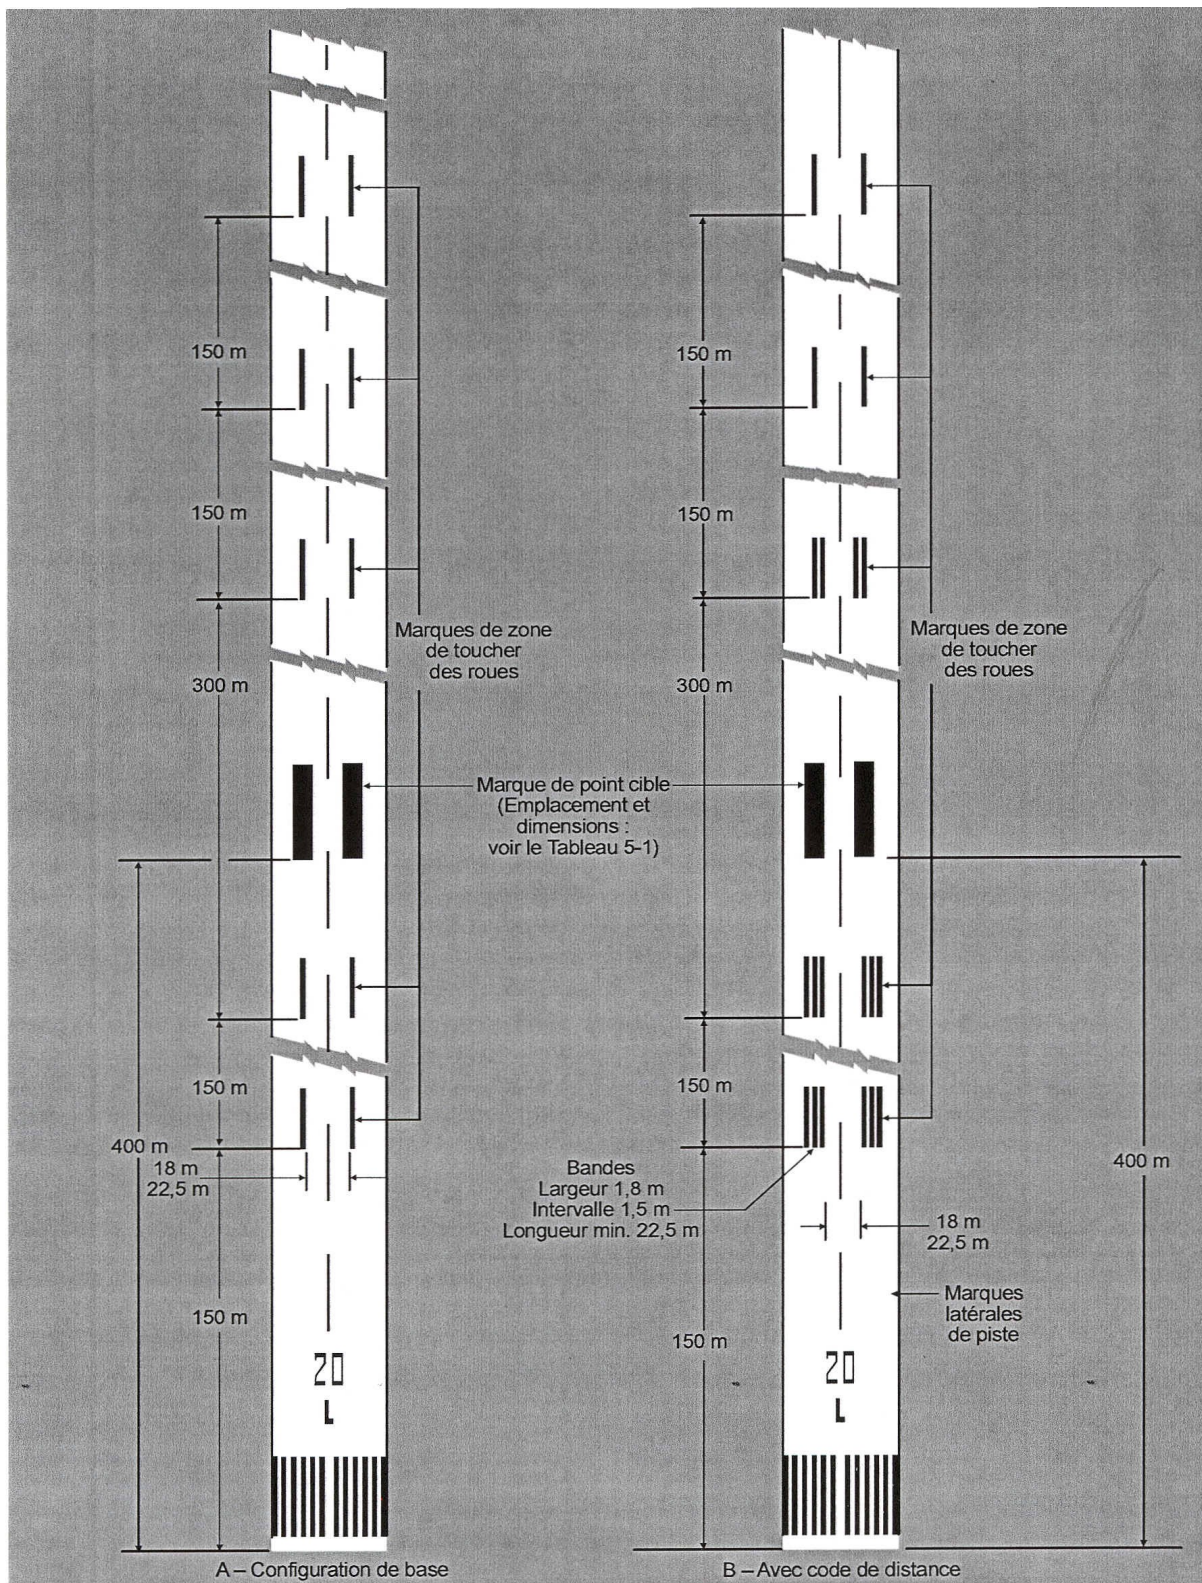 150 m
150 m
150 m
150 m
Marques de zone
de toucher
des roues
Marques de zone
de toucher
des roues
300 m
300 m
Marque de point cible
(Emplacement et
dimensions :
voir le Tableau 5-1)
150 m
150 m
400 m
400 m
18 m
22,5 m
Bandes
Largeur 1,8 m
Intervalle 1,5 m
Longueur min. 22,5 m
18 m
22,5 m
Marques
latérales
de piste
150 m
150 m
20
L
20
L
A – Configuration de base
B – Avec code de distance